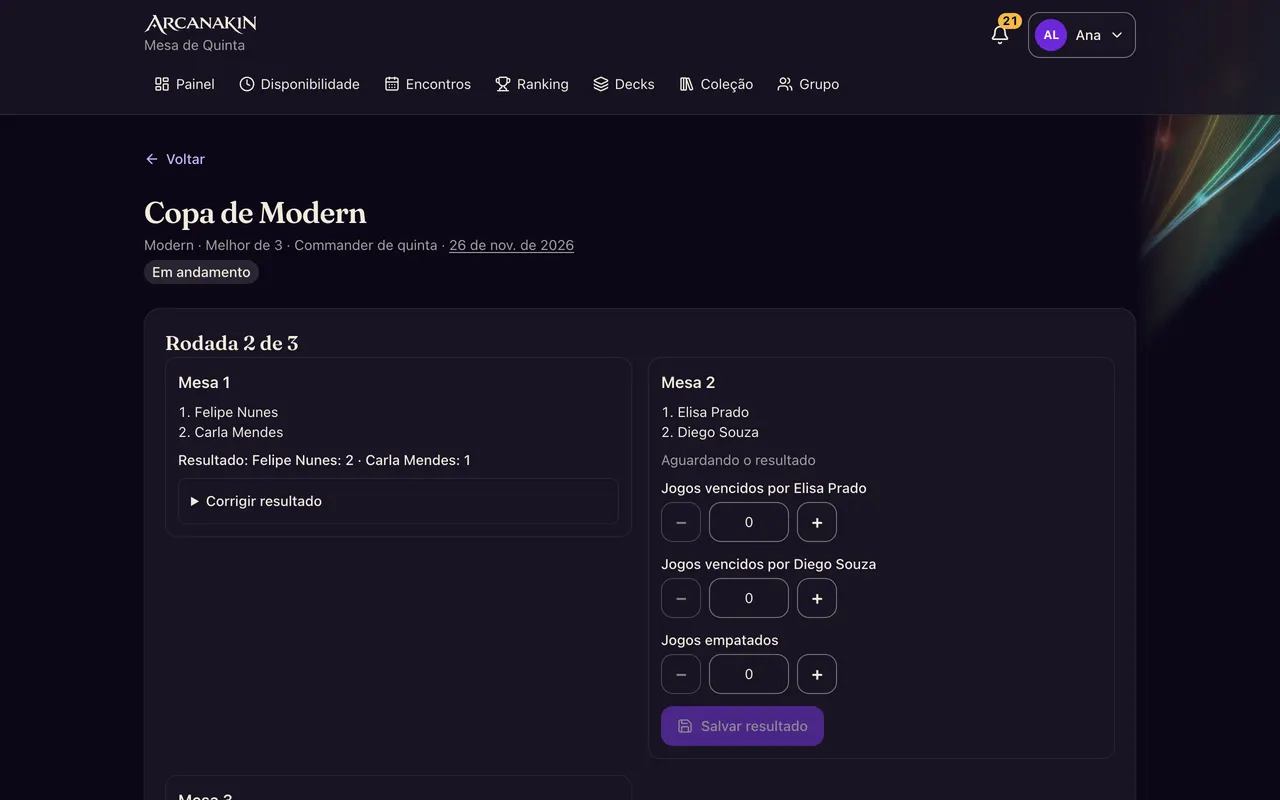 ARCANAKIN
Mesa de Quinta
21
AL Ana
Painel Disponibilidade Encontros Ranking Decks Coleção Grupo
Voltar
Copa de Modern
Modern · Melhor de 3 · Commander de quinta · 26 de nov. de 2026
Em andamento
Rodada 2 de 3
Mesa 1
1. Felipe Nunes
2. Carla Mendes
Resultado: Felipe Nunes: 2 · Carla Mendes: 1
Corrigir resultado
Mesa 2
1. Elisa Prado
2. Diego Souza
Aguardando o resultado
Jogos vencidos por Elisa Prado
− 0 +
Jogos vencidos por Diego Souza
− 0 +
Jogos empatados
− 0 +
Salvar resultado
Mesa 3